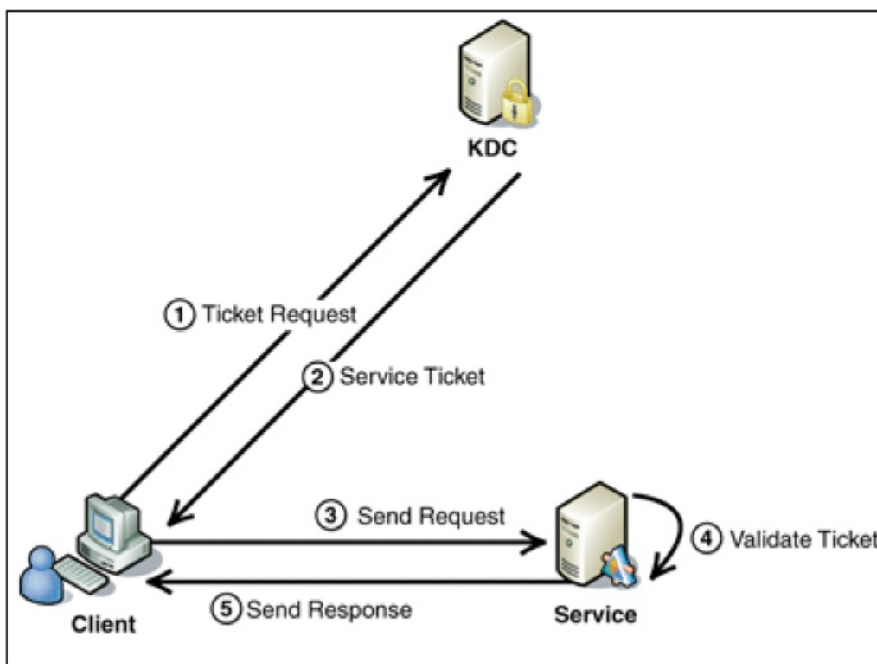 KDC
1 Ticket Request
2 Service Ticket
3 Send Request
4 Validate Ticket
5 Send Response
Client
Service